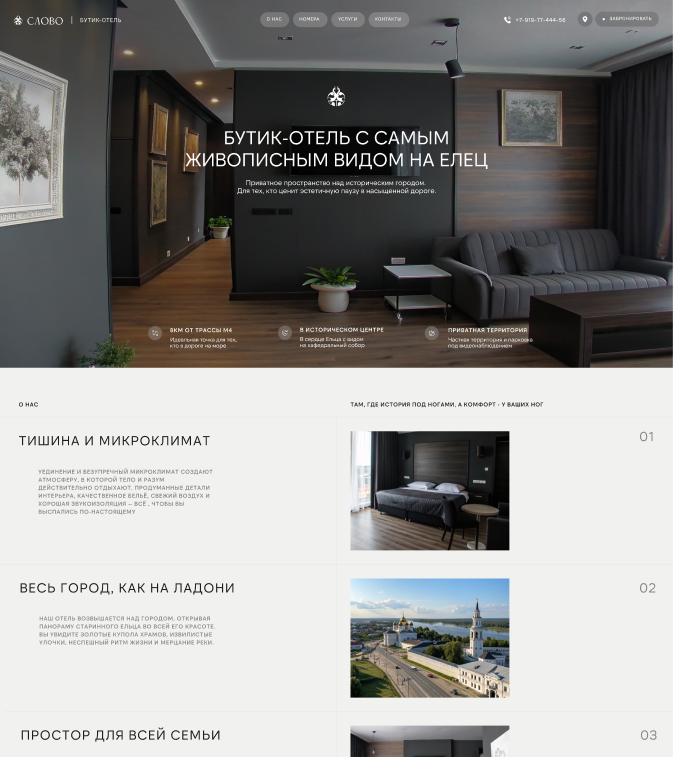 СЛОВО | БУТИК-ОТЕЛЬ
О НАС
НОМЕРА
УСЛУГИ
КОНТАКТЫ
+7-919-77-444-56
ЗАБРОНИРОВАТЬ
БУТИК-ОТЕЛЬ С САМЫМ
ЖИВОПИСНЫМ ВИДОМ НА ЕЛЕЦ
Приватное пространство над историческим городом.
Для тех, кто ценит эстетичную паузу в насыщенной дороге.
8КМ ОТ ТРАССЫ М4
Идеальная точка для тех,
кто в дороге на море
В ИСТОРИЧЕСКОМ ЦЕНТРЕ
В сердце Ельца с видом
на кафедральный собор
ПРИВАТНАЯ ТЕРРИТОРИЯ
Частная территория и парковка
под видеонаблюдением
О НАС
ТАМ, ГДЕ ИСТОРИЯ ПОД НОГАМИ, А КОМФОРТ - У ВАШИХ НОГ
ТИШИНА И МИКРОКЛИМАТ
01
УЕДИНЕНИЕ И БЕЗУПРЕЧНЫЙ МИКРОКЛИМАТ СОЗДАЮТ
АТМОСФЕРУ, В КОТОРОЙ ТЕЛО И РАЗУМ
ДЕЙСТВИТЕЛЬНО ОТДЫХАЮТ. ПРОДУМАННЫЕ ДЕТАЛИ
ИНТЕРЬЕРА, КАЧЕСТВЕННОЕ БЕЛЬЁ, СВЕЖИЙ ВОЗДУХ И
ХОРОШАЯ ЗВУКОИЗОЛЯЦИЯ – ВСЁ , ЧТОБЫ ВЫ
ВЫСПАЛИСЬ ПО-НАСТОЯЩЕМУ
ВЕСЬ ГОРОД, КАК НА ЛАДОНИ
02
НАШ ОТЕЛЬ ВОЗВЫШАЕТСЯ НАД ГОРОДОМ, ОТКРЫВАЯ
ПАНОРАМУ СТАРИННОГО ЕЛЬЦА ВО ВСЕЙ ЕГО КРАСОТЕ.
ВЫ УВИДИТЕ ЗОЛОТЫЕ КУПОЛА ХРАМОВ, ИЗВИЛИСТЫЕ
УЛОЧКИ, НЕСПЕШНЫЙ РИТМ ЖИЗНИ И МЕРЦАНИЕ РЕКИ.
ПРОСТОР ДЛЯ ВСЕЙ СЕМЬИ
03